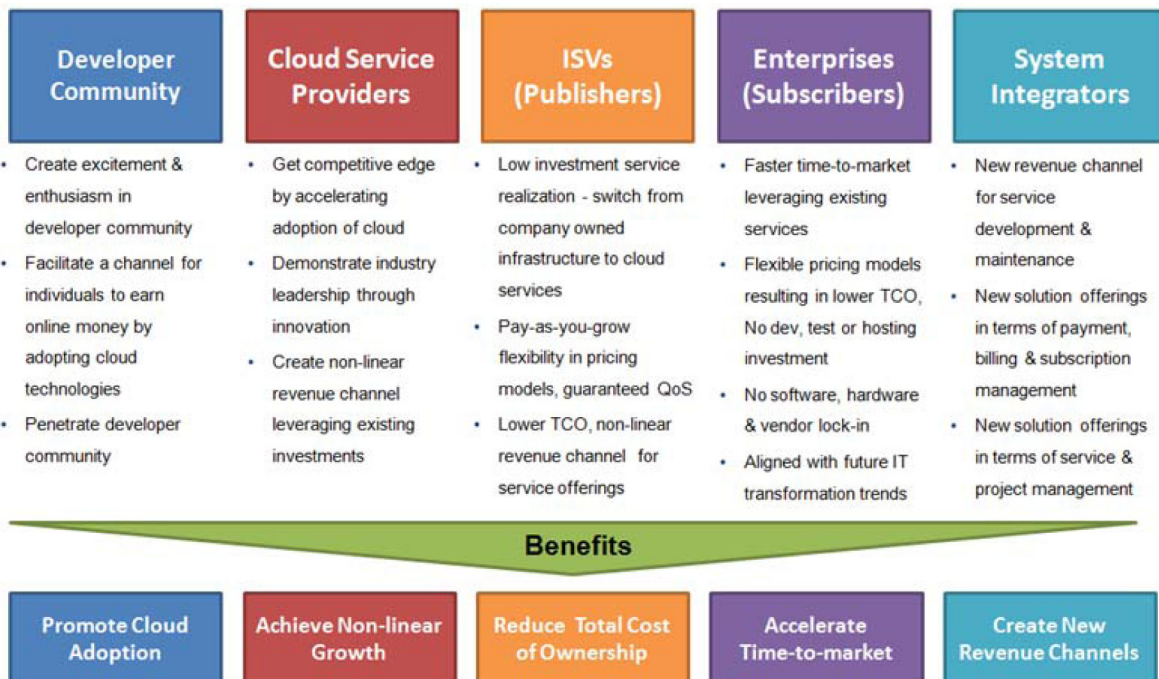 Developer
Community
Cloud Service
Providers
ISVs
(Publishers)
Enterprises
(Subscribers)
System
Integrators
• Create excitement &
enthusiasm in
developer community
• Facilitate a channel for
individuals to earn
online money by
adopting cloud
technologies
• Penetrate developer
community
• Get competitive edge
by accelerating
adoption of cloud
• Demonstrate industry
leadership through
innovation
• Create non-linear
revenue channel
leveraging existing
investments
• Low investment service
realization - switch from
company owned
infrastructure to cloud
services
• Pay-as-you-grow
flexibility in pricing
models, guaranteed QoS
• Lower TCO, non-linear
revenue channel for
service offerings
• Faster time-to-market
leveraging existing
services
• Flexible pricing models
resulting in lower TCO,
No dev, test or hosting
investment
• No software, hardware
& vendor lock-in
• Aligned with future IT
transformation trends
• New revenue channel
for service
development &
maintenance
• New solution offerings
in terms of payment,
billing & subscription
management
• New solution offerings
in terms of service &
project management
Benefits
Promote Cloud
Adoption
Achieve Non-linear
Growth
Reduce Total Cost
of Ownership
Accelerate
Time-to-market
Create New
Revenue Channels